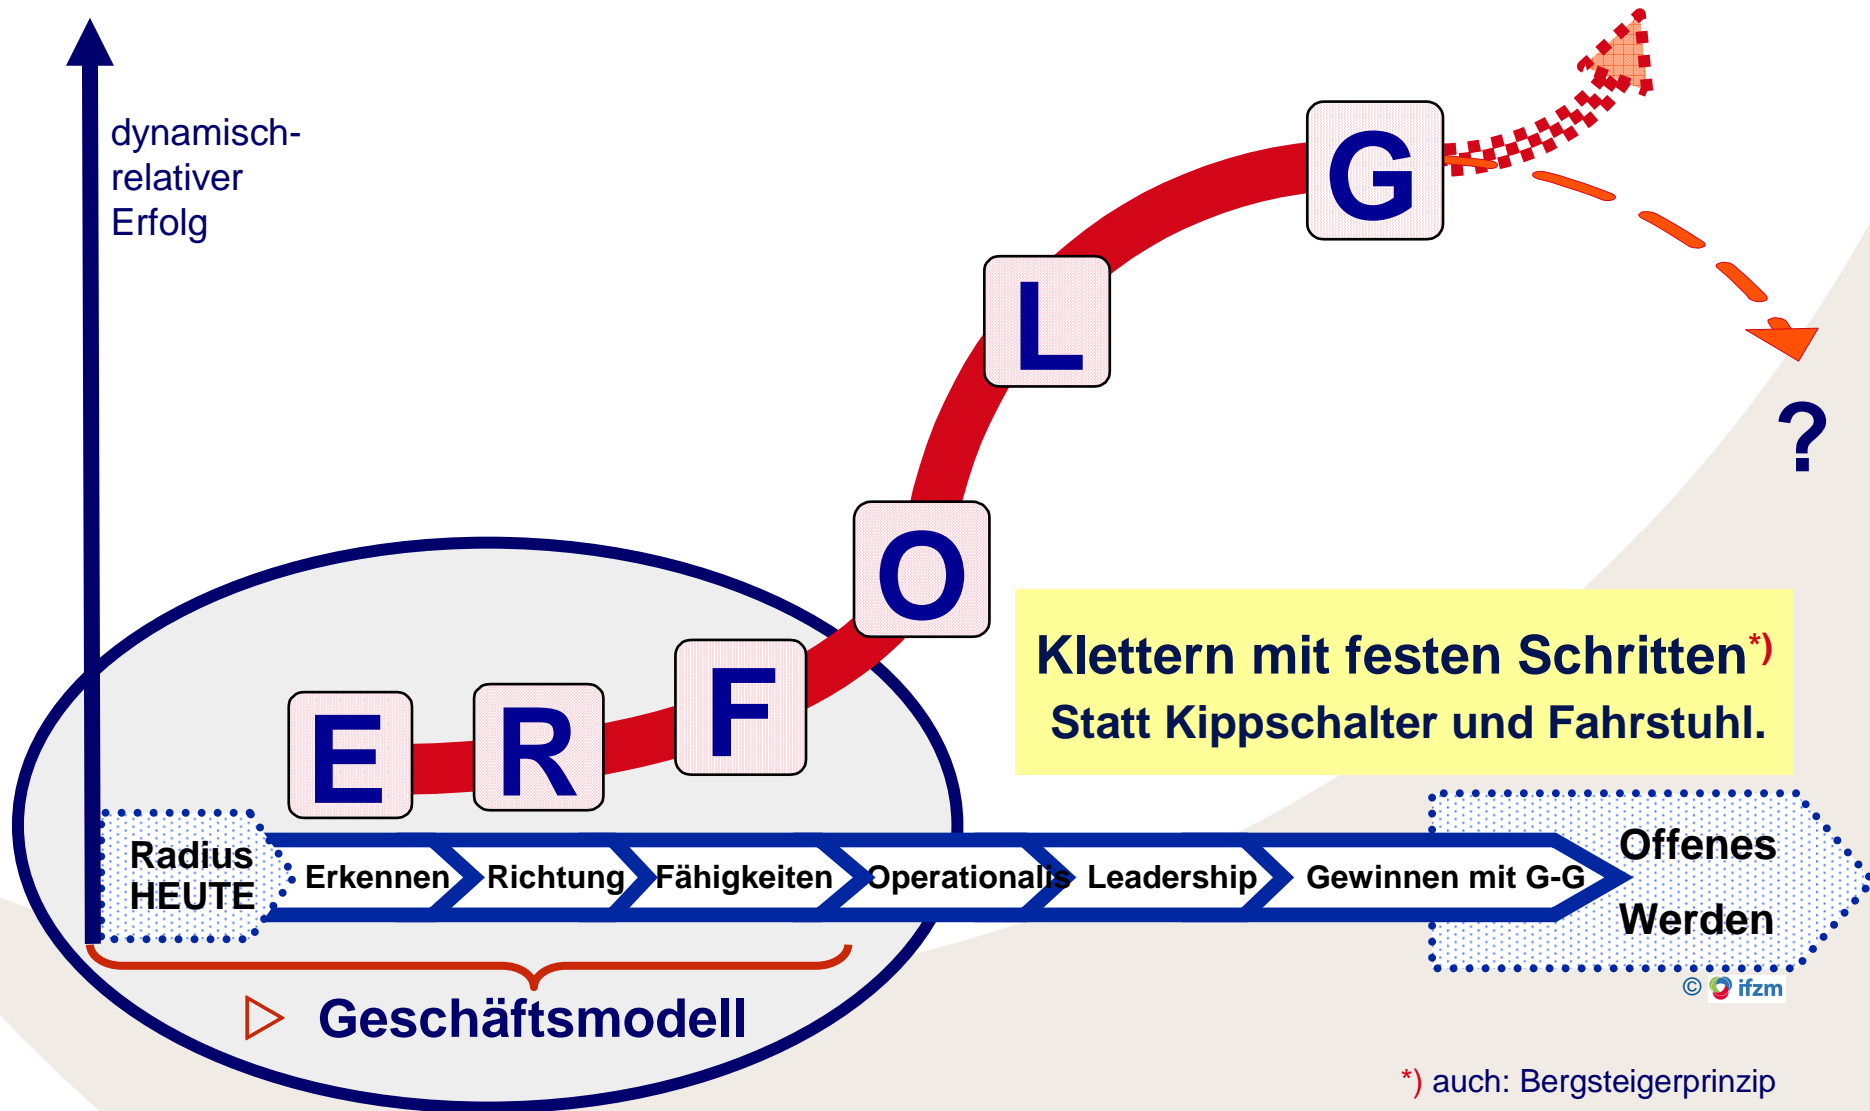 dynamisch-
relativer
Erfolg
G
L
?
O
F
R
E
Klettern mit festen Schritten*)
Statt Kippschalter und Fahrstuhl.
Radius
HEUTE
Erkennen
Richtung
Fähigkeiten
Operationalis
Leadership
Gewinnen mit G-G
Offenes
Werden
© ifzm
Geschäftsmodell
*) auch: Bergsteigerprinzip